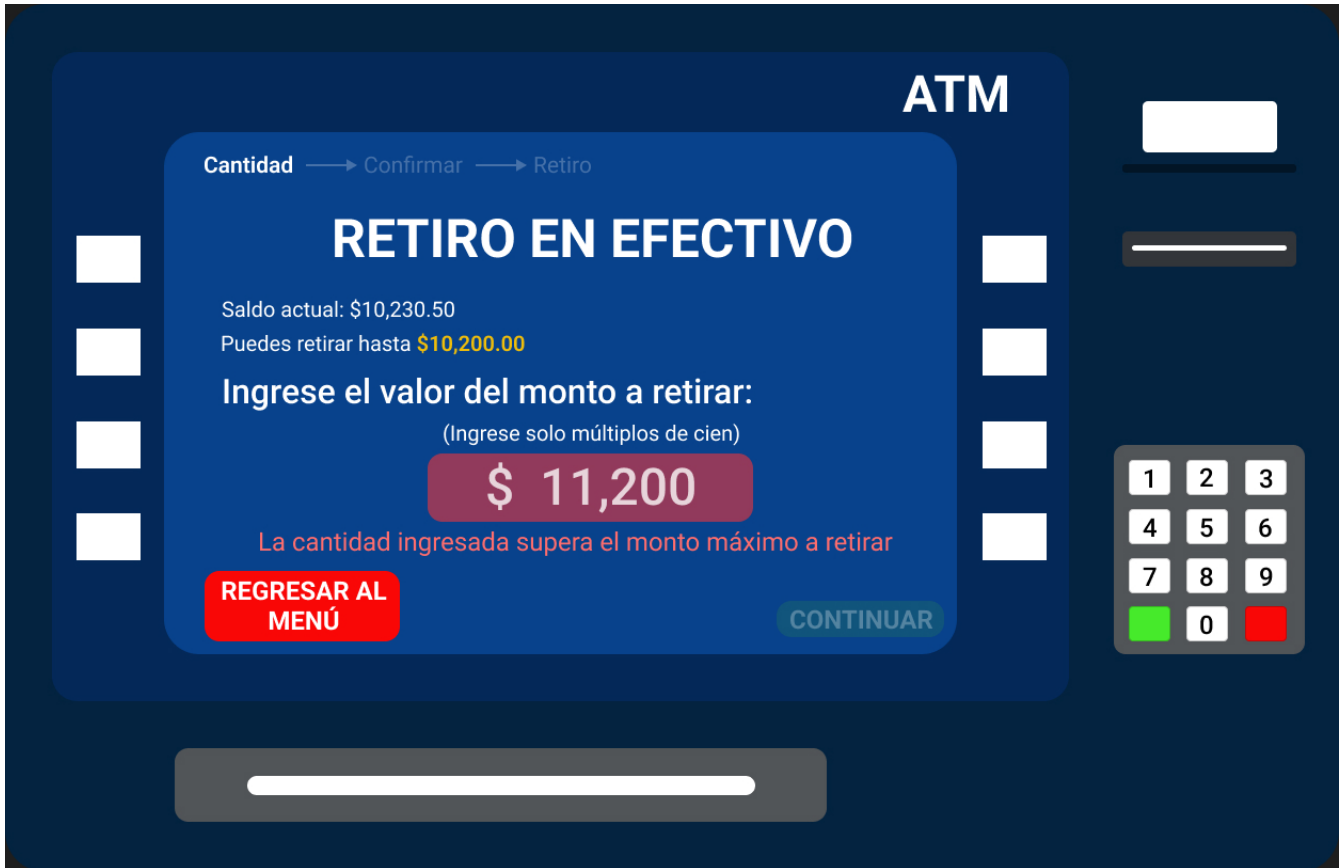 ATM
Cantidad → Confirmar → Retiro
RETIRO EN EFECTIVO
Saldo actual: $10,230.50
Puedes retirar hasta $10,200.00
Ingrese el valor del monto a retirar:
(Ingrese solo múltiplos de cien)
$ 11,200
La cantidad ingresada supera el monto máximo a retirar
REGRESAR AL
MENÚ
CONTINUAR
1 2 3
4 5 6
7 8 9
0